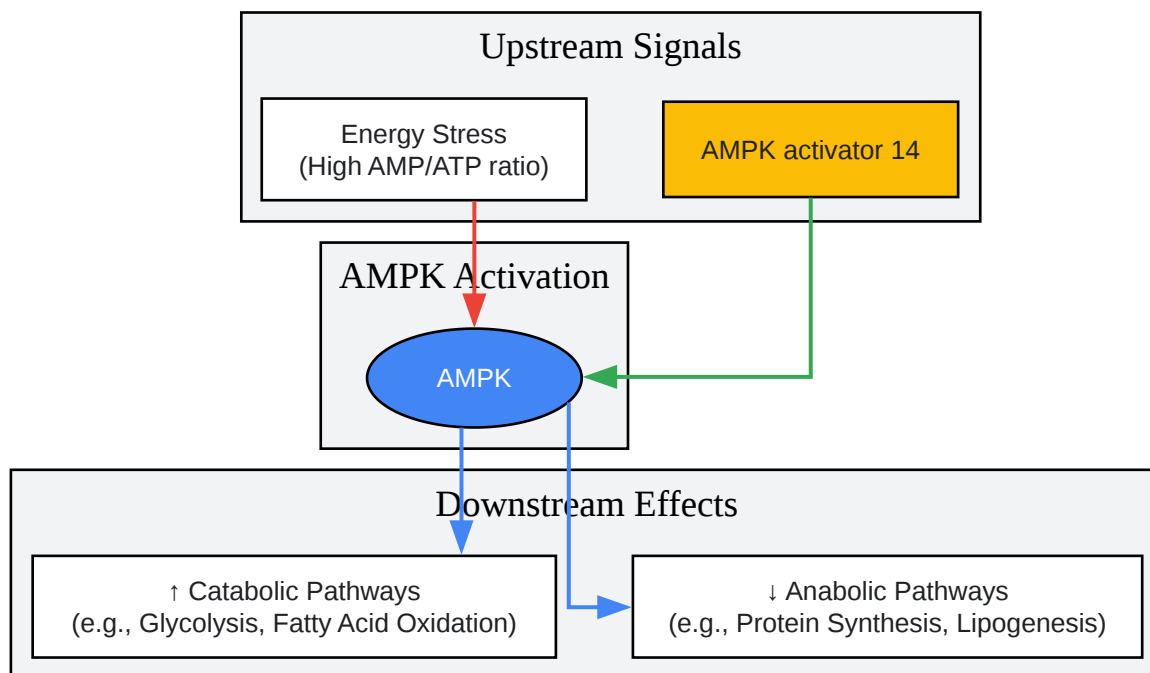 Upstream Signals
Energy Stress
(High AMP/ATP ratio)
AMPK activator 14
AMPK Activation
AMPK
Downstream Effects
↑ Catabolic Pathways
(e.g., Glycolysis, Fatty Acid Oxidation)
↓ Anabolic Pathways
(e.g., Protein Synthesis, Lipogenesis)